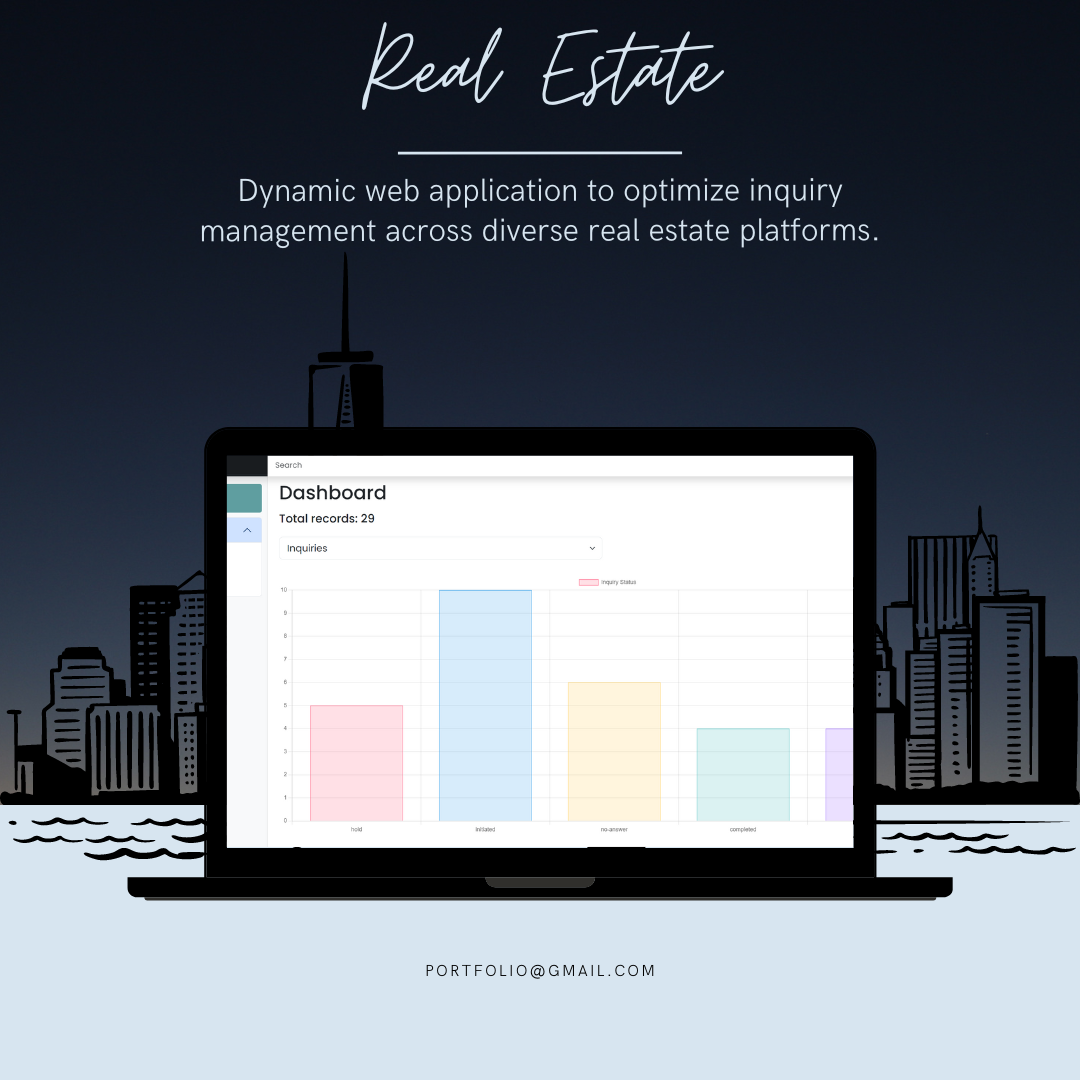 Real Estate
Dynamic web application to optimize inquiry
management across diverse real estate platforms.
Search
Dashboard
Total records: 29
Inquiries
Inquiry Status
10
9
8
7
6
5
4
3
2
1
0
hold
initiated
no-answer
completed
PORTFOLIO@GMAIL.COM